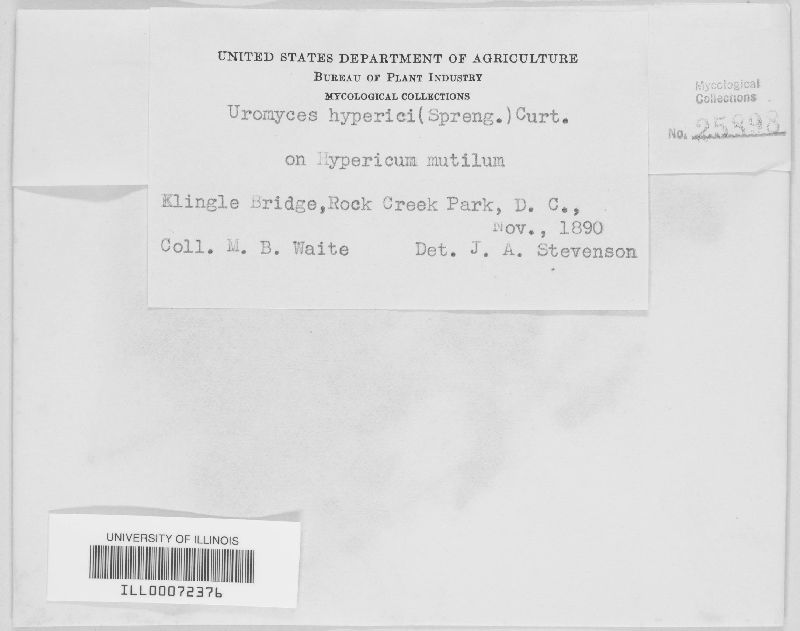 UNITED STATES DEPARTMENT OF AGRICULTURE
BUREAU OF PLANT INDUSTRY
MYCOLOGICAL COLLECTIONS
Uromyces hyperici(Spreng.)Curt.
on Hypericum mutilum
Klingle Bridge,Rock Creek Park, D. C.,
Nov., 1890
Coll. M. B. Waite Det. J. A. Stevenson
Mycological
Collections
No. 25898
UNIVERSITY OF ILLINOIS
ILL00072376